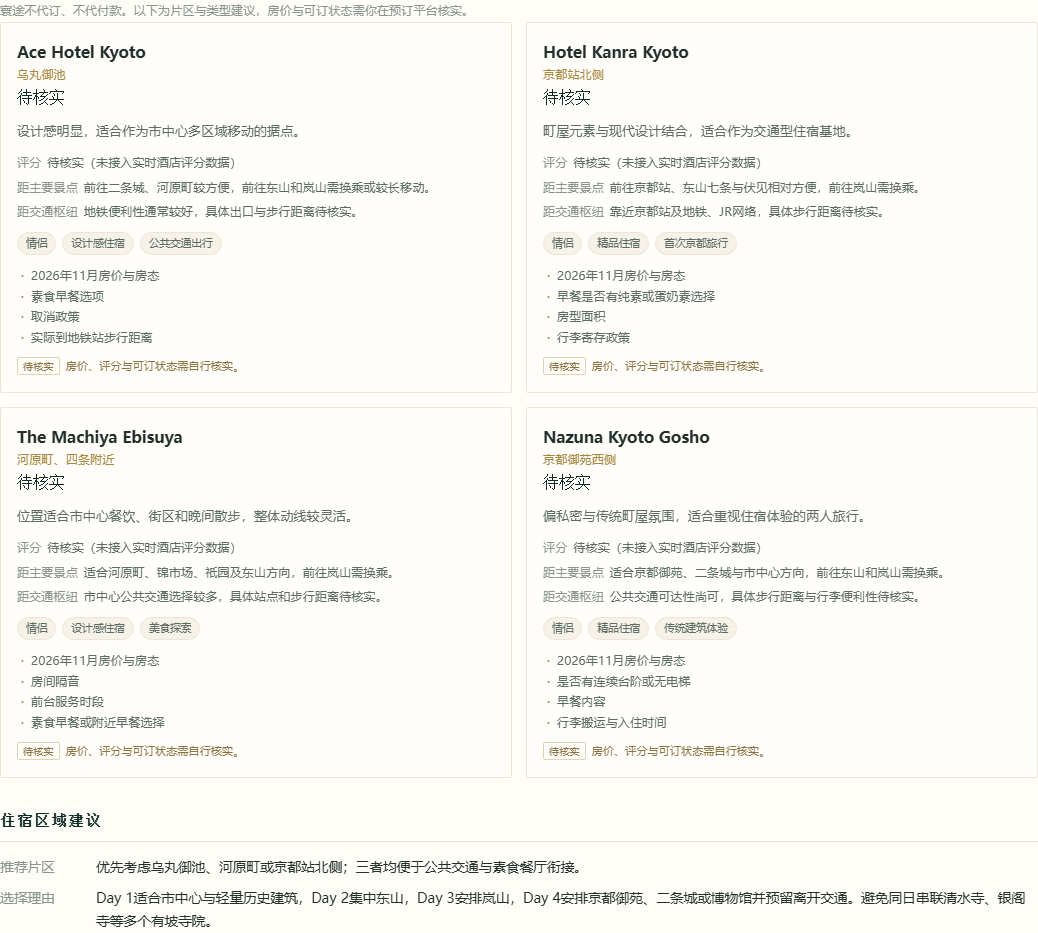 寰途不代订、不代付款。以下为片区与类型建议，房价与可订状态需你在预订平台核实。
Ace Hotel Kyoto
乌丸御池
待核实
设计感明显，适合作为市中心多区域移动的据点。
评分 待核实（未接入实时酒店评分数据）
距主要景点 前往二条城、河原町较方便，前往东山和岚山需换乘或较长移动。
距交通枢纽 地铁便利性通常较好，具体出口与步行距离待核实。
情侣 设计感住宿 公共交通出行
· 2026年11月房价与房态
· 素食早餐选项
· 取消政策
· 实际到地铁站步行距离
待核实 房价、评分与可订状态需自行核实。
Hotel Kanra Kyoto
京都站北侧
待核实
町屋元素与现代设计结合，适合作为交通型住宿基地。
评分 待核实（未接入实时酒店评分数据）
距主要景点 前往京都站、东山七条与伏见相对方便，前往岚山需换乘。
距交通枢纽 靠近京都站及地铁、JR网络，具体步行距离待核实。
情侣 精品住宿 首次京都旅行
· 2026年11月房价与房态
· 早餐是否有纯素或蛋奶素选择
· 房型面积
· 行李寄存政策
待核实 房价、评分与可订状态需自行核实。
The Machiya Ebisuya
河原町、四条附近
待核实
位置适合市中心餐饮、街区和晚间散步，整体动线较灵活。
评分 待核实（未接入实时酒店评分数据）
距主要景点 适合河原町、锦市场、祇园及东山方向，前往岚山需换乘。
距交通枢纽 市中心公共交通选择较多，具体站点和步行距离待核实。
情侣 设计感住宿 美食探索
· 2026年11月房价与房态
· 房间隔音
· 前台服务时段
· 素食早餐或附近早餐选择
待核实 房价、评分与可订状态需自行核实。
Nazuna Kyoto Gosho
京都御苑西侧
待核实
偏私密与传统町屋氛围，适合重视住宿体验的两人旅行。
评分 待核实（未接入实时酒店评分数据）
距主要景点 适合京都御苑、二条城与市中心方向，前往东山和岚山需换乘。
距交通枢纽 公共交通可达性尚可，具体步行距离与行李便利性待核实。
情侣 精品住宿 传统建筑体验
· 2026年11月房价与房态
· 是否有连续台阶或无电梯
· 早餐内容
· 行李搬运与入住时间
待核实 房价、评分与可订状态需自行核实。
住宿区域建议
推荐片区 优先考虑乌丸御池、河原町或京都站北侧；三者均便于公共交通与素食餐厅衔接。
选择理由 Day 1适合市中心与轻量历史建筑，Day 2集中东山，Day 3安排岚山，Day 4安排京都御苑、二条城或博物馆并预留离开交通。避免同日串联清水寺、银阁
寺等多个有坡寺院。